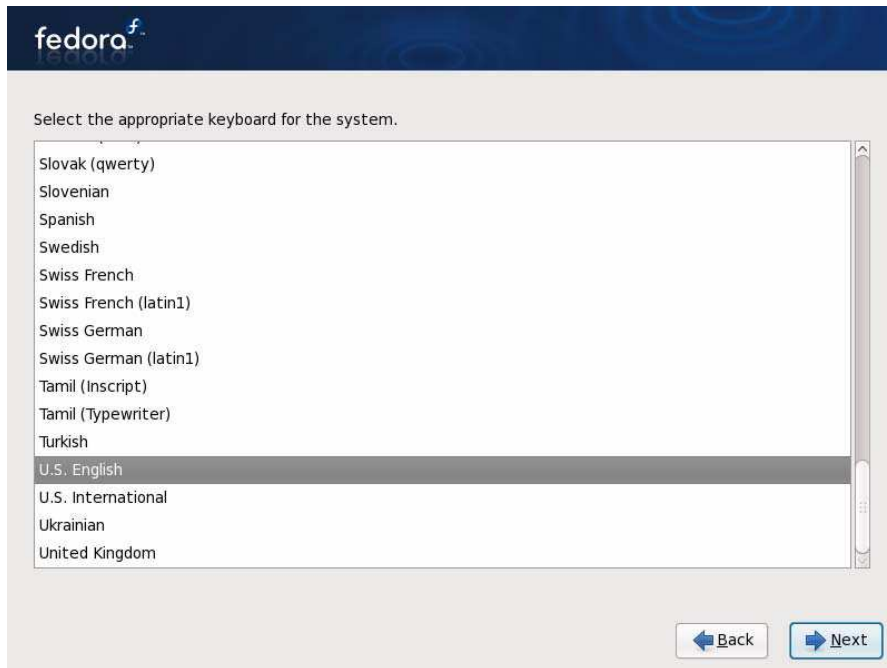 fedora
Select the appropriate keyboard for the system.
Slovak (qwerty)
Slovenian
Spanish
Swedish
Swiss French
Swiss French (latin1)
Swiss German
Swiss German (latin1)
Tamil (Inscript)
Tamil (Typewriter)
Turkish
U.S. English
U.S. International
Ukrainian
United Kingdom
Back
Next